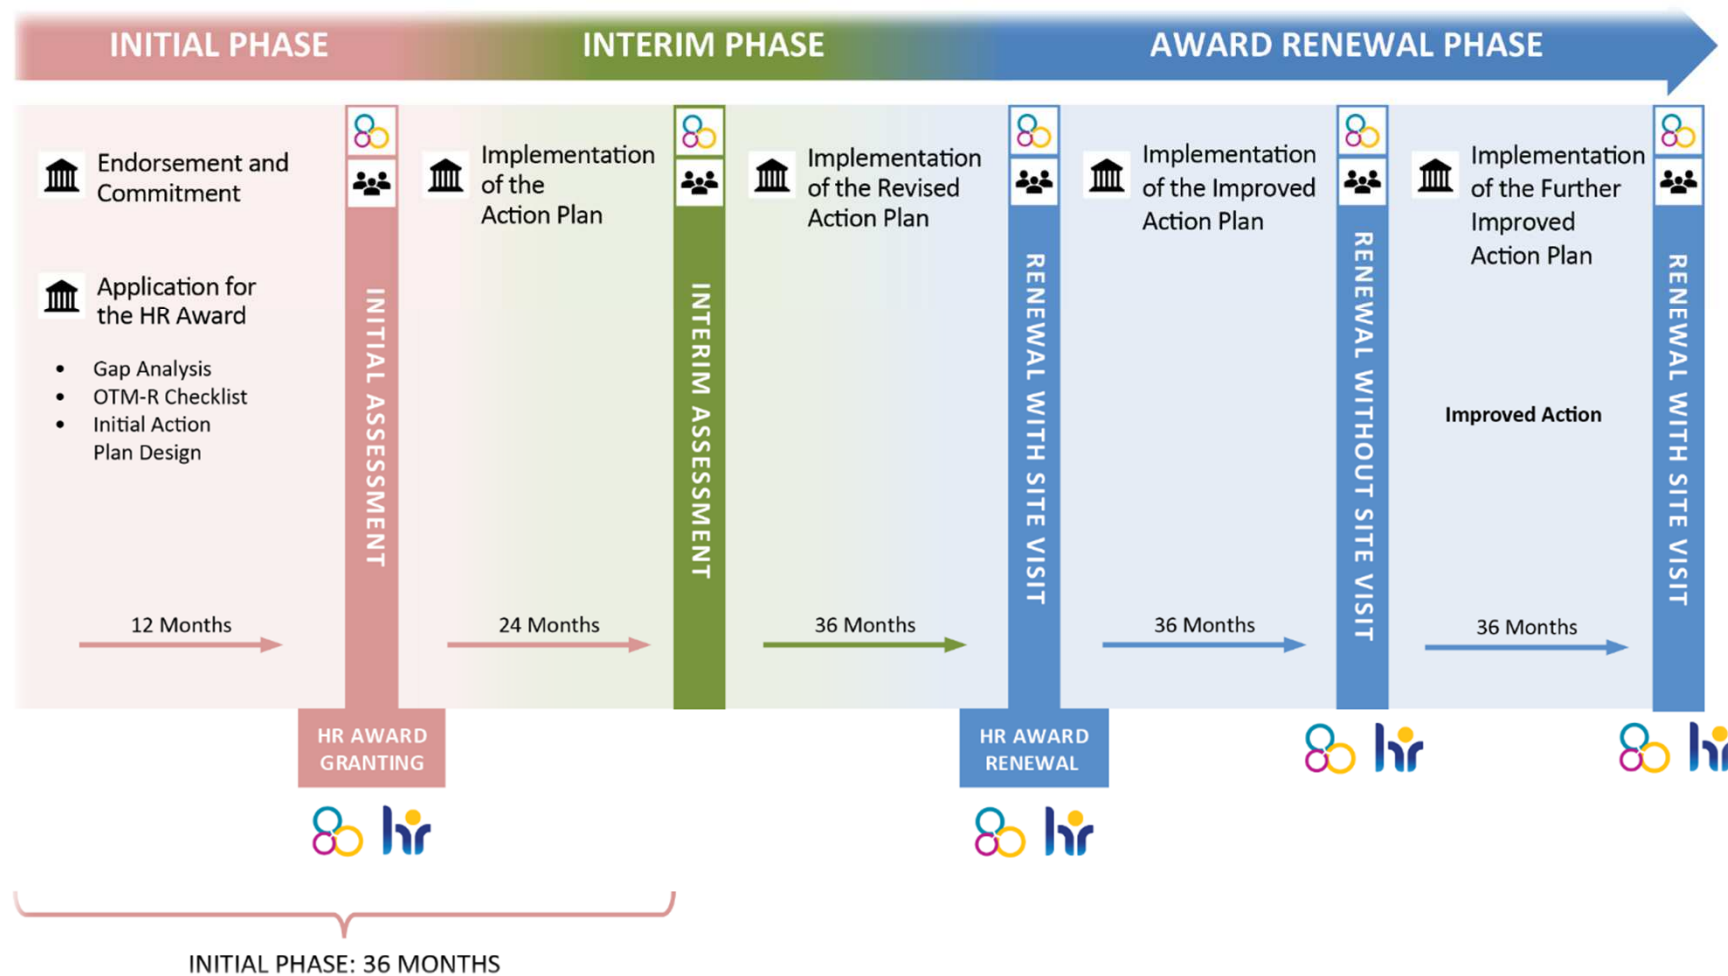 INITIAL PHASE
INTERIM PHASE
AWARD RENEWAL PHASE
Endorsement and
Commitment
Application for
the HR Award
• Gap Analysis
• OTM-R Checklist
• Initial Action
Plan Design
12 Months
INITIAL ASSESSMENT
HR AWARD
GRANTING
hr
Implementation
of the
Action Plan
24 Months
INTERIM ASSESSMENT
Implementation
of the Revised
Action Plan
36 Months
RENEWAL WITH SITE VISIT
HR AWARD
RENEWAL
hr
Implementation
of the Improved
Action Plan
36 Months
RENEWAL WITHOUT SITE VISIT
hr
Implementation
of the Further
Improved
Action Plan
Improved Action
36 Months
RENEWAL WITH SITE VISIT
hr
INITIAL PHASE: 36 MONTHS